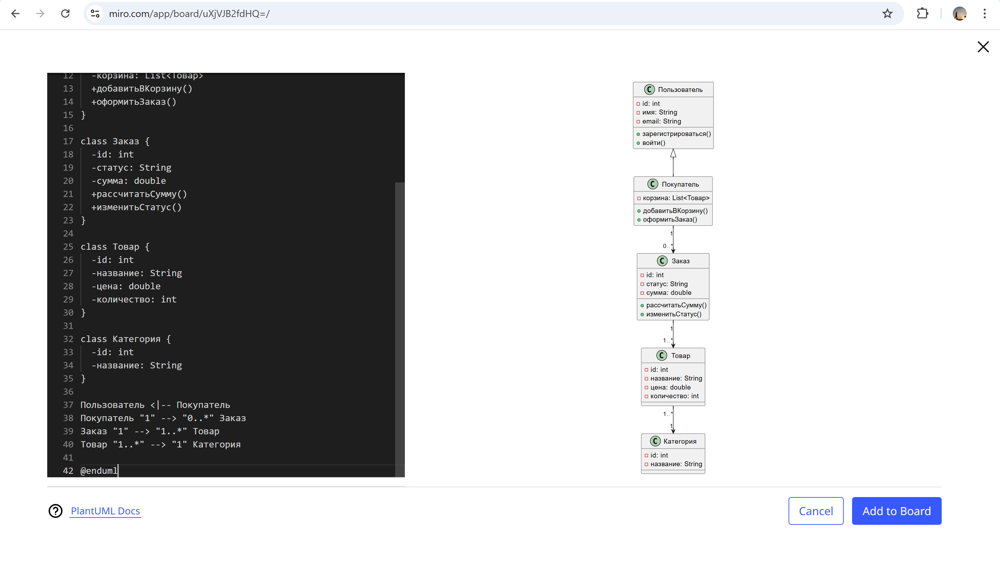 miro.com/app/board/uXjVJB2fdHQ=/
12 -корзина: List<Товар>
13 +добавитьВКорзину()
14 +оформитьЗаказ()
15 }
16
17 class Заказ {
18 -id: int
19 -статус: String
20 -сумма: double
21 +рассчитатьСумму()
22 +изменитьСтатус()
23 }
24
25 class Товар {
26 -id: int
27 -название: String
28 -цена: double
29 -количество: int
30 }
31
32 class Категория {
33 -id: int
34 -название: String
35 }
36
37 Пользователь <|-- Покупатель
38 Покупатель "1" --> "0..*" Заказ
39 Заказ "1" --> "1..*" Товар
40 Товар "1..*" --> "1" Категория
41
42 @enduml
C Пользователь
id: int
имя: String
email: String
зарегистрироваться()
войти()
C Покупатель
корзина: List<Товар>
добавитьВКорзину()
оформитьЗаказ()
1
0..*
C Заказ
id: int
статус: String
сумма: double
рассчитатьСумму()
изменитьСтатус()
1
1..*
C Товар
id: int
название: String
цена: double
количество: int
1..*
1
C Категория
id: int
название: String
? PlantUML Docs
Cancel
Add to Board